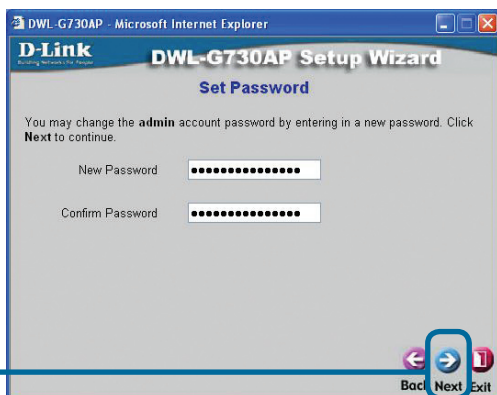 DWL-G730AP - Microsoft Internet Explorer
D-Link
Building Networks for People
DWL-G730AP Setup Wizard
Set Password
You may change the admin account password by entering in a new password. Click
Next to continue.
New Password
Confirm Password
Back Next Exit